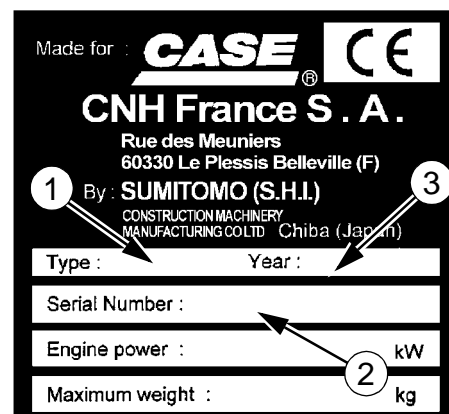 Made for : CASE ® CE
CNH France S . A .
Rue des Meuniers
60330 Le Plessis Belleville (F)
1 By : SUMITOMO (S.H.I.) 3
CONSTRUCTION MACHINERY
MANUFACTURING CO LTD Chiba (Japan)
Type : Year :
Serial Number :
Engine power : kW
2
Maximum weight : kg